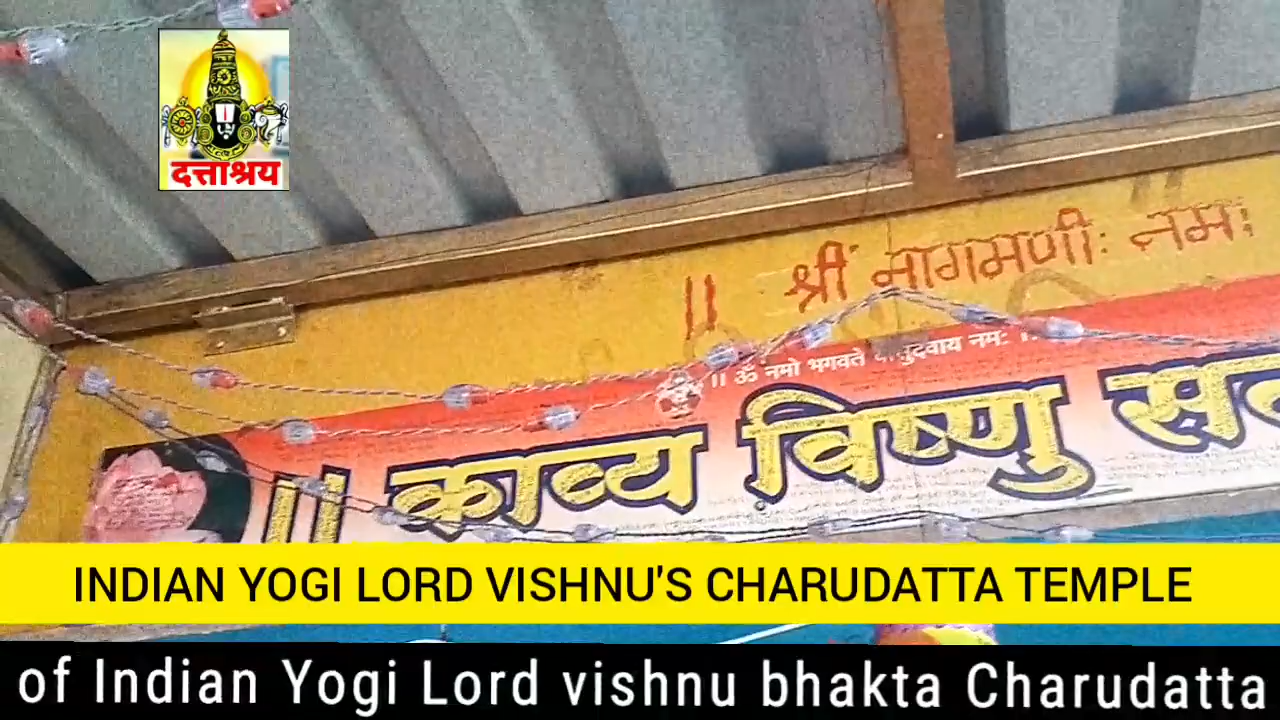 दत्ताश्रय
|| श्रीं नागमणीः नमः
|| ॐ नमो भगवते वासुदेवाय नमः
|| काव्य विष्णु
INDIAN YOGI LORD VISHNU'S CHARUDATTA TEMPLE
of Indian Yogi Lord vishnu bhakta Charudatta